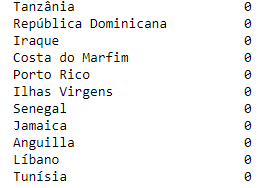 Tanzânia 0
República Dominicana 0
Iraque 0
Costa do Marfim 0
Porto Rico 0
Ilhas Virgens 0
Senegal 0
Jamaica 0
Anguilla 0
Líbano 0
Tunísia 0